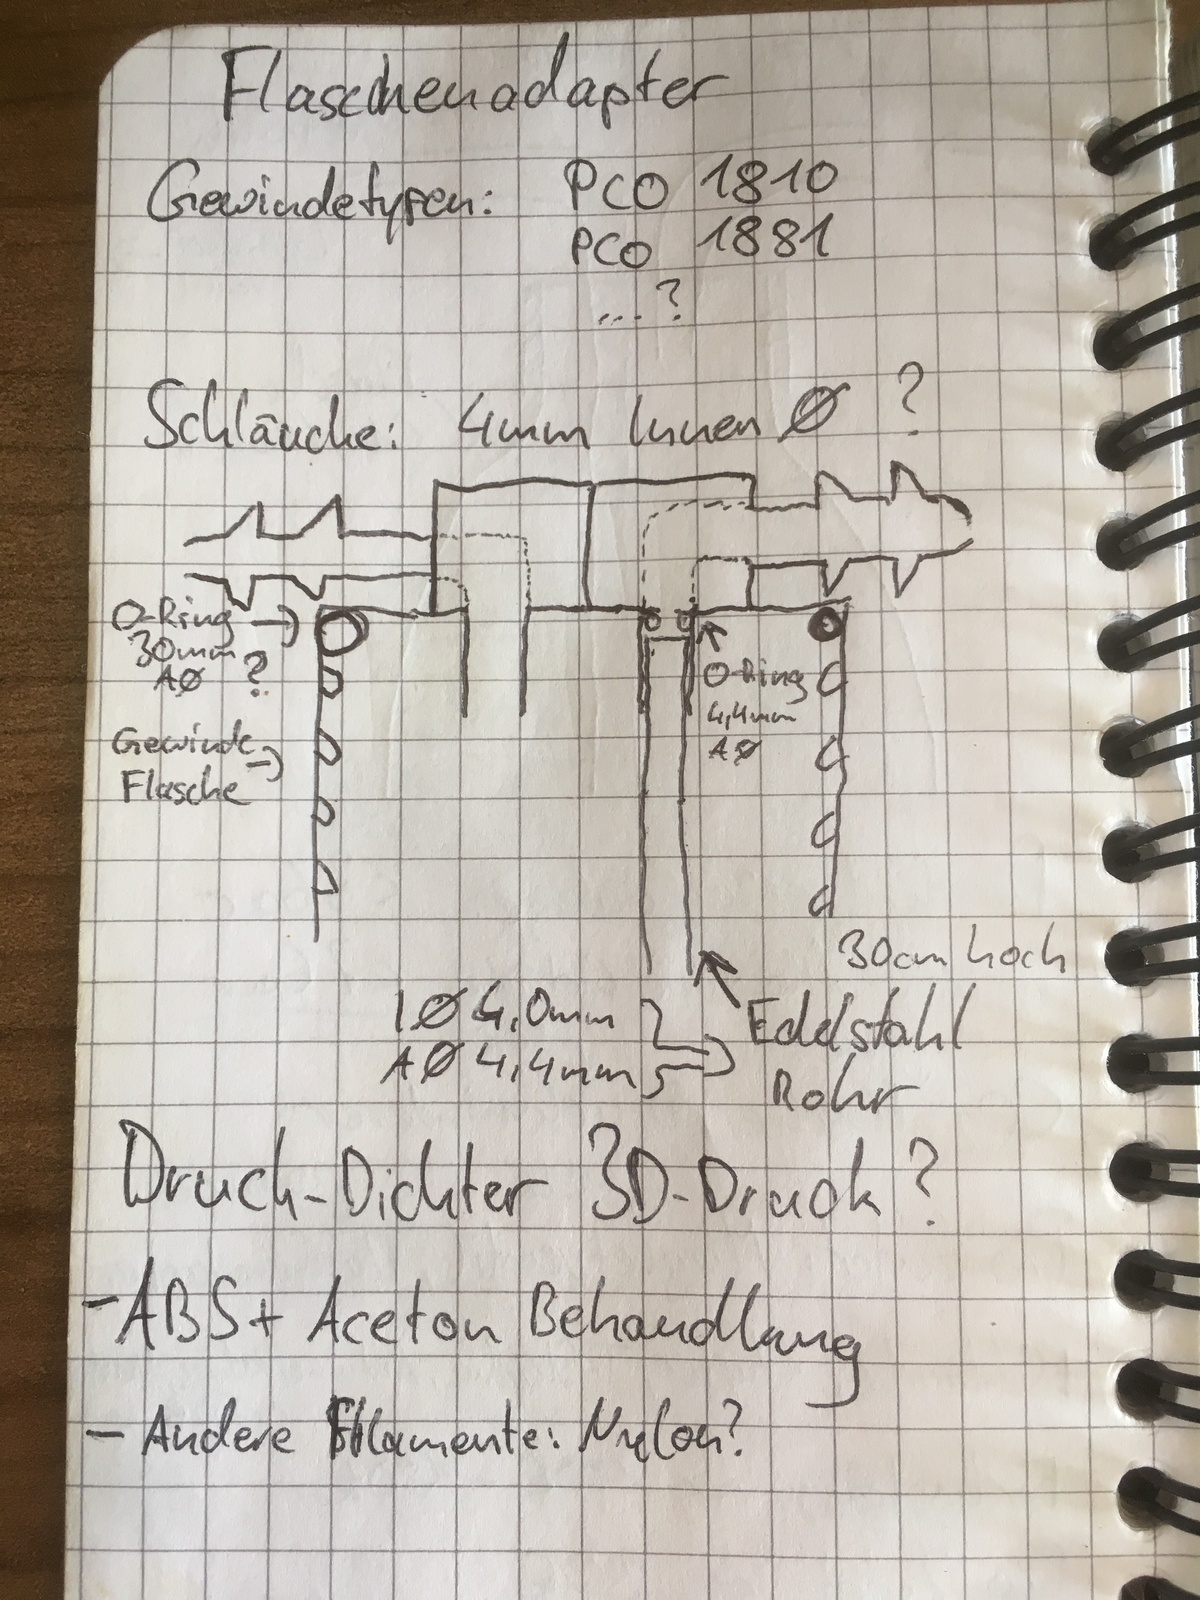 Flaschenadapter
Gewindetypen: PCO 1810
PCO 1881
...?
Schläuche: 4mm Innen Ø ?
O-Ring
30mm
AØ ?
O-Ring
4,4mm
AØ
Gewinde
Flasche
30cm hoch
IØ 4,0mm
AØ 4,4mm
Edelstahl
Rohr
Druck-Dichter 3D-Druck?
- ABS + Aceton Behandlung
- Andere Filamente: Nylon?